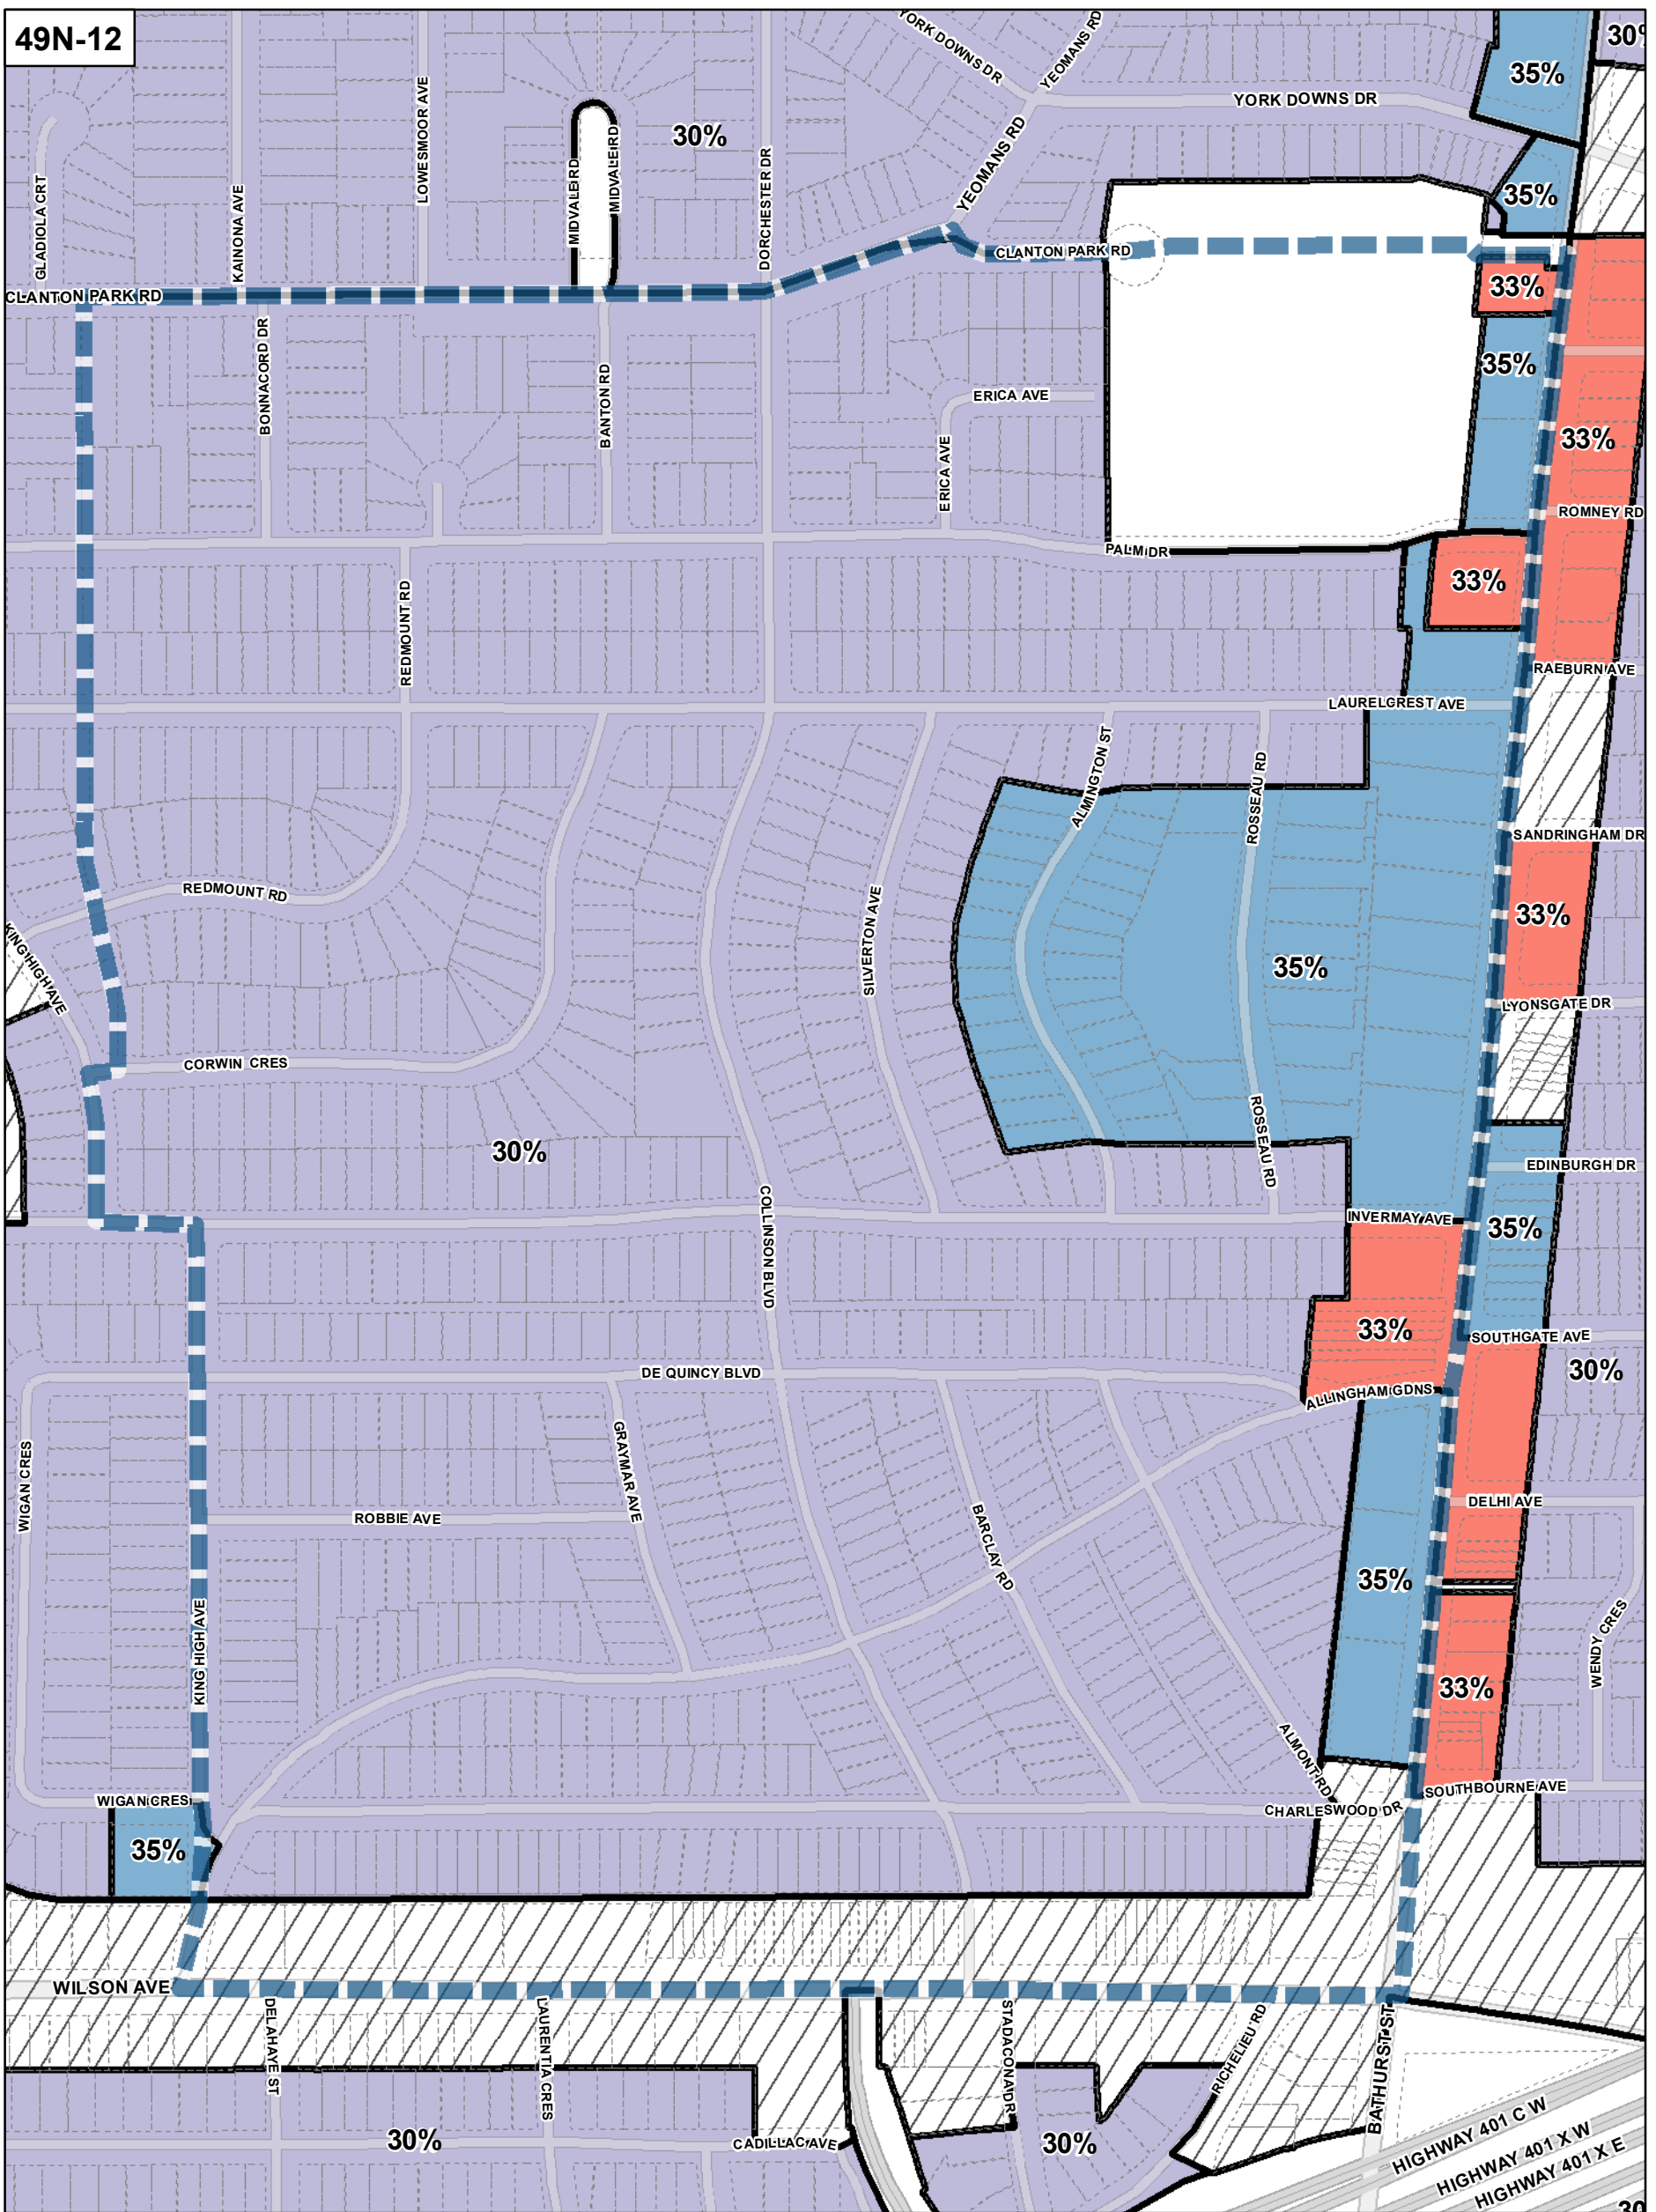 49N-12
30%
35%
YORK DOWNS DR
YEOMANS RD
YORK DOWNS DR
LOWESMOOR AVE
30%
MIDVALE RD
MIDVALE RD
DORCHESTER DR
YEOMANS RD
GLADIOLA CRT
KAINONA AVE
35%
CLANTON PARK RD
CLANTON PARK RD
33%
BONNACORD DR
BANTON RD
35%
ERICA AVE
ERICA AVE
33%
ROMNEY RD
PALM DR
33%
REDMOUNT RD
RAEBURN AVE
LAURELCREST AVE
ALMINGTON ST
ROSSEAU RD
SANDRINGHAM DR
REDMOUNT RD
SILVERTON AVE
33%
KING HIGH AVE
35%
LYONSGATE DR
CORWIN CRES
30%
ROSSEAU RD
EDINBURGH DR
COLLINSON BLVD
INVERMAY AVE
35%
33%
SOUTHGATE AVE
DE QUINCY BLVD
30%
ALLINGHAM GDNS
WIGAN CRES
GRAYMAR AVE
DELHI AVE
ROBBIE AVE
BARCLAY RD
35%
KING HIGH AVE
WENDY CRES
33%
ALMONT RD
SOUTHBOURNE AVE
WIGAN CRES
CHARLESWOOD DR
35%
WILSON AVE
DELAHAYE ST
LAURENTIA CRES
STADACONA DR
RICHELIEU RD
BATHURST ST
30%
CADILLAC AVE
30%
HIGHWAY 401 C W
HIGHWAY 401 X W
HIGHWAY 401 X E
30